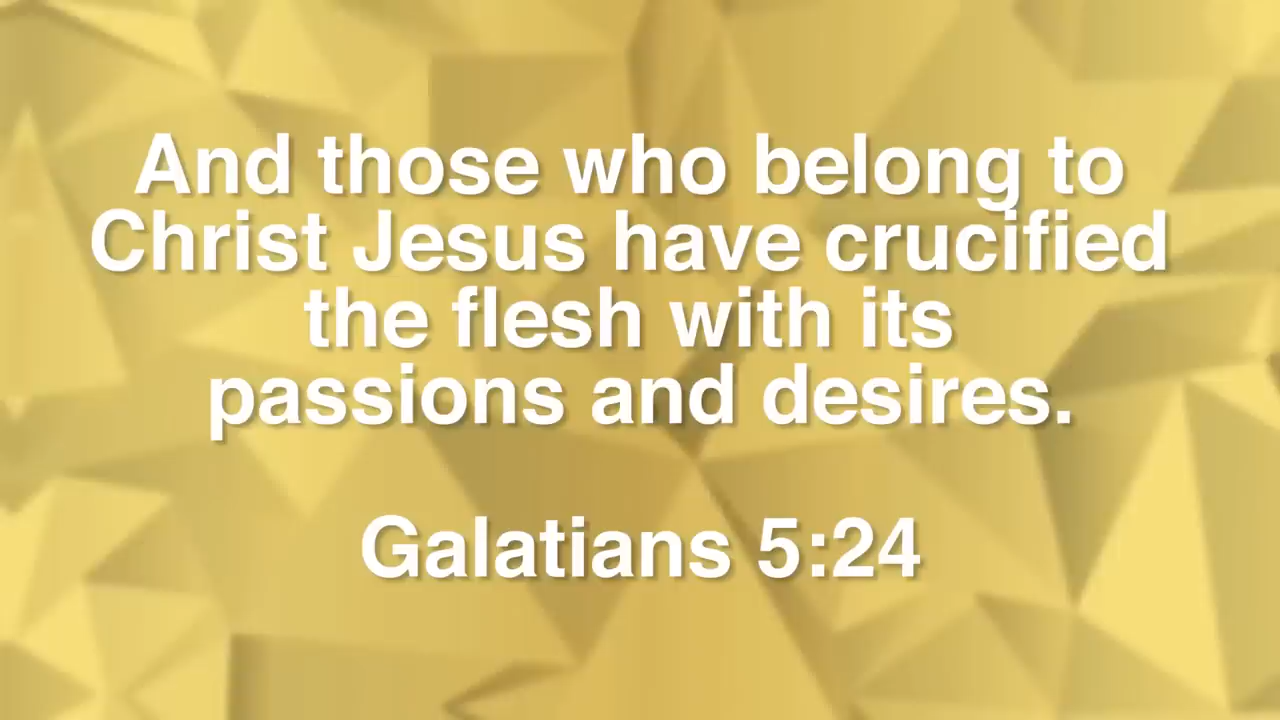 And those who belong to
Christ Jesus have crucified
the flesh with its
passions and desires.
Galatians 5:24